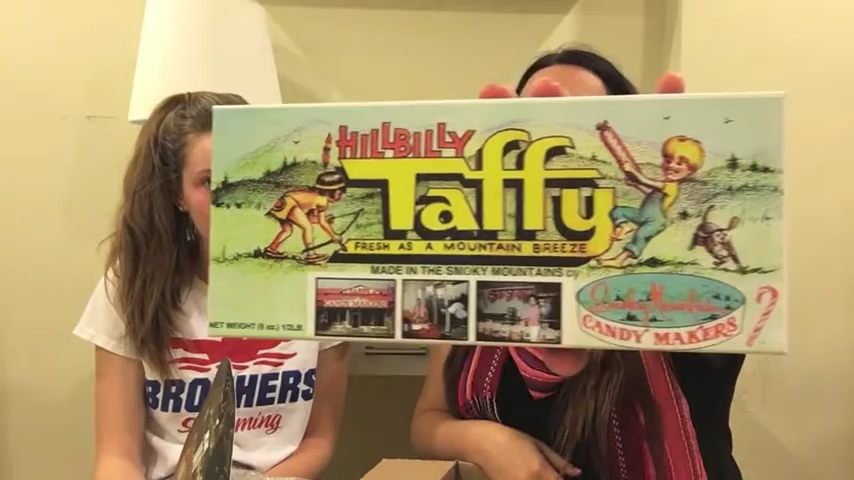 HILLBILLY
Taffy
FRESH AS A MOUNTAIN BREEZE
MADE IN THE SMOKY MOUNTAINS by
CANDY MAKERS
Smoky Mountain
CANDY MAKERS
NET WEIGHT (8 oz.) 1/2LB.
BROTHERS